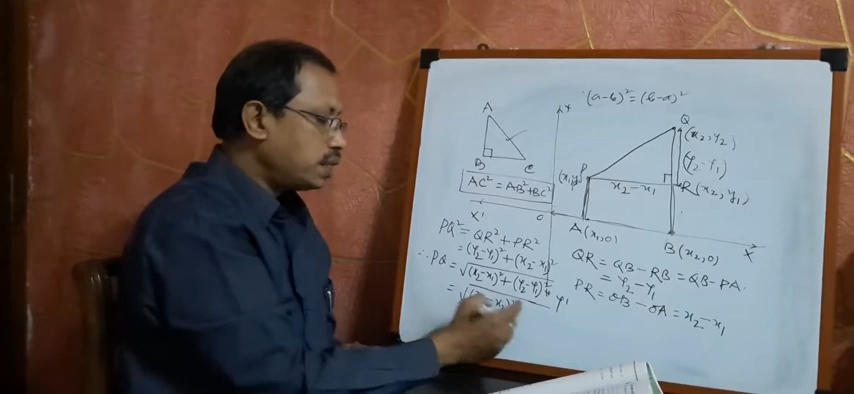 (a-b)² = (b-a)²
Y
A
B
C
AC² = AB² + BC²
Q
(x₂, y₂)
(y₂-y₁)
P
(x₁, y₁)
x₂-x₁
R(x₂, y₁)
X'
O
A(x₁, 0)
B(x₂, 0)
X
PQ² = QR² + PR²
= (y₂-y₁)² + (x₂-x₁)²
∴ PQ = √(x₂-x₁)² + (y₂-y₁)²
= √
y'
QR = QB - RB = QB - PA.
= y₂ - y₁
PR = OB - OA = x₂ - x₁